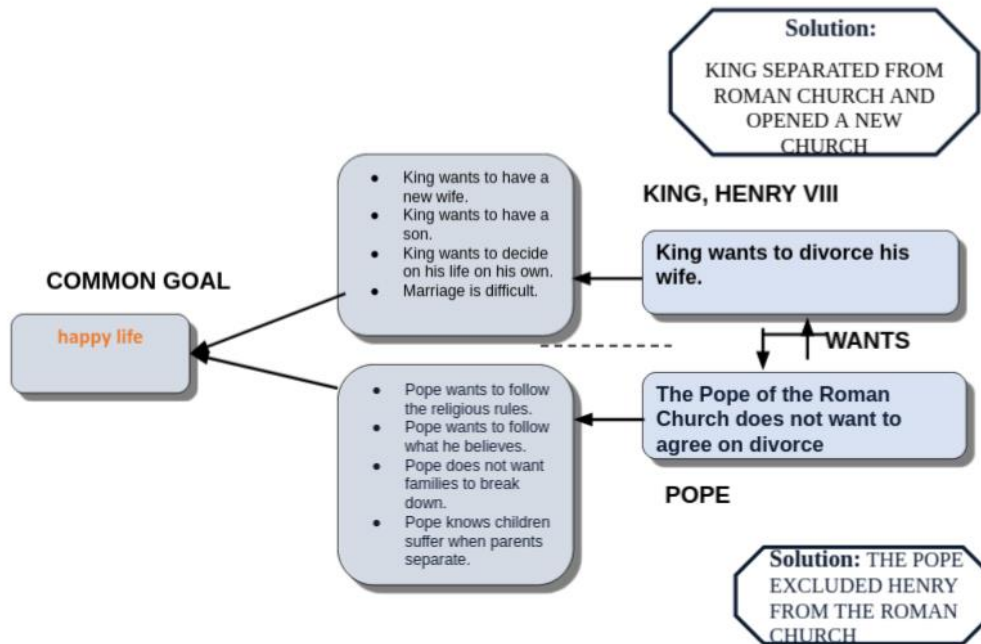 Solution:
KING SEPARATED FROM
ROMAN CHURCH AND
OPENED A NEW
CHURCH
KING, HENRY VIII
King wants to divorce his
wife.
● King wants to have a
new wife.
● King wants to have a
son.
● King wants to decide
on his life on his own.
● Marriage is difficult.
COMMON GOAL
happy life
WANTS
The Pope of the Roman
Church does not want to
agree on divorce
POPE
● Pope wants to follow
the religious rules.
● Pope wants to follow
what he believes.
● Pope does not want
families to break
down.
● Pope knows children
suffer when parents
separate.
Solution: THE POPE
EXCLUDED HENRY
FROM THE ROMAN
CHURCH